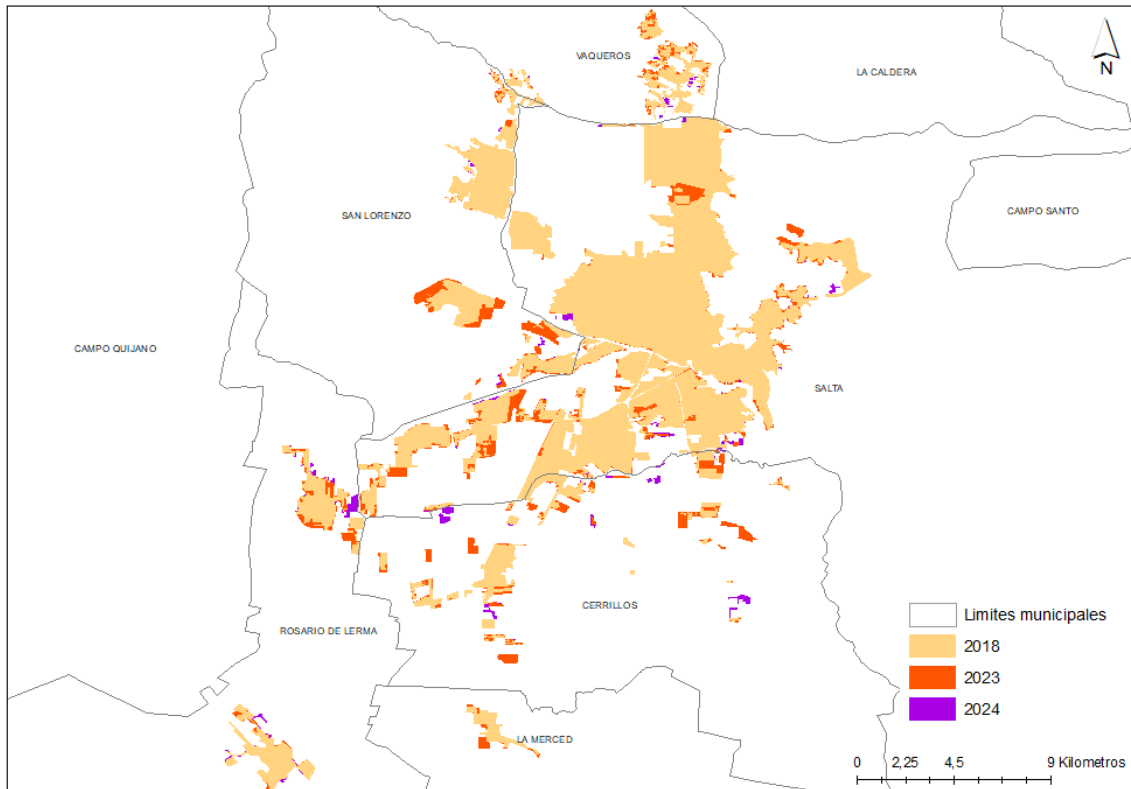 VAQUEROS
LA CALDERA
N
SAN LORENZO
CAMPO SANTO
CAMPO QUIJANO
SALTA
CERRILLOS
ROSARIO DE LERMA
LA MERCED
Limites municipales
2018
2023
2024
0 2,25 4,5 9 Kilometros